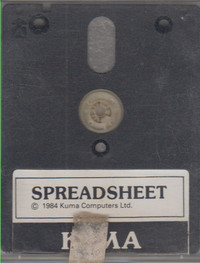 SPREADSHEET
© 1984 Kuma Computers Ltd.
KUMA